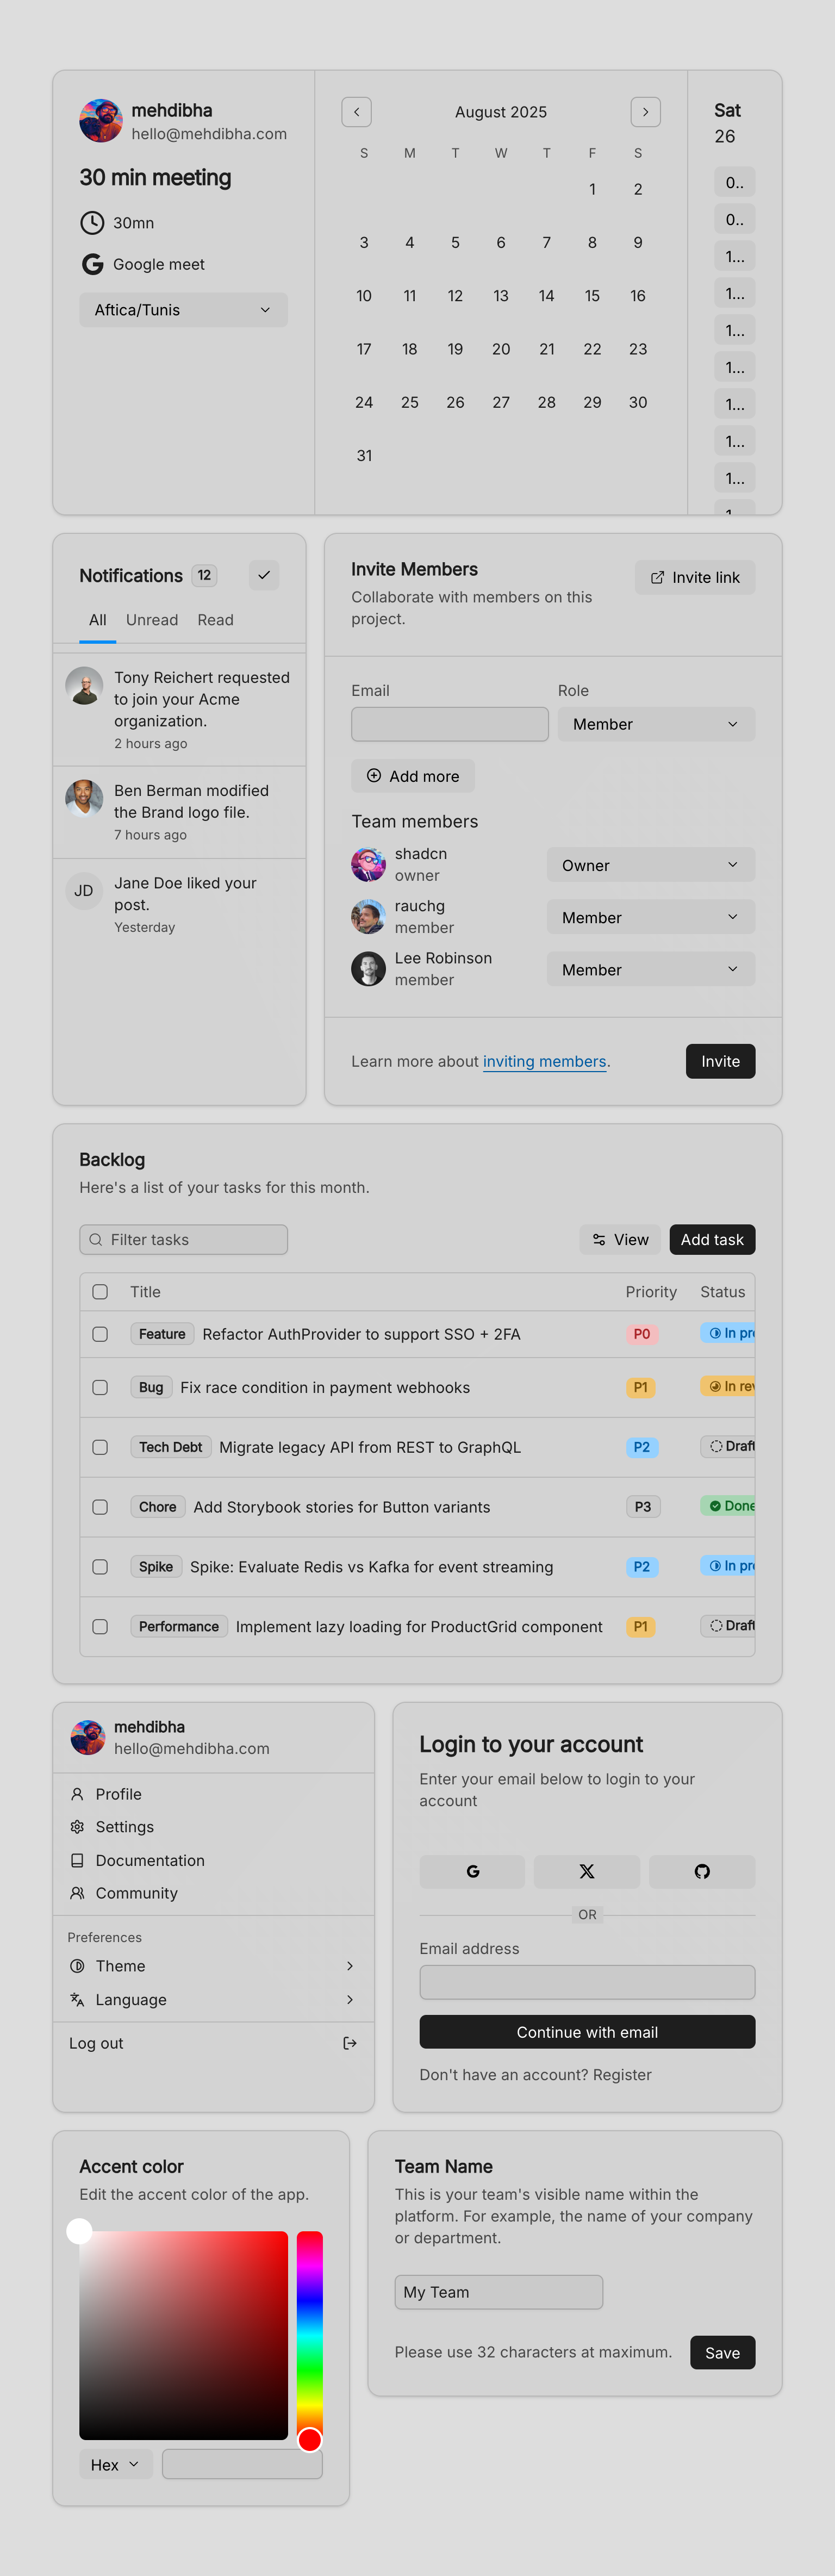 mehdibha
hello@mehdibha.com
30 min meeting
30mn
Google meet
Aftica/Tunis
August 2025
S M T W T F S
1 2
3 4 5 6 7 8 9
10 11 12 13 14 15 16
17 18 19 20 21 22 23
24 25 26 27 28 29 30
31
Sat
26
0..
0..
1...
1...
1...
1...
1...
1...
1...
Notifications 12
All Unread Read
Tony Reichert requested
to join your Acme
organization.
2 hours ago
Ben Berman modified
the Brand logo file.
7 hours ago
JD
Jane Doe liked your
post.
Yesterday
Invite Members
Collaborate with members on this
project.
Invite link
Email Role
Member
Add more
Team members
shadcn
owner
Owner
rauchg
member
Member
Lee Robinson
member
Member
Learn more about inviting members.
Invite
Backlog
Here's a list of your tasks for this month.
Filter tasks
View
Add task
Title Priority Status
Feature Refactor AuthProvider to support SSO + 2FA P0 In pr
Bug Fix race condition in payment webhooks P1 In rev
Tech Debt Migrate legacy API from REST to GraphQL P2 Draft
Chore Add Storybook stories for Button variants P3 Done
Spike Spike: Evaluate Redis vs Kafka for event streaming P2 In pr
Performance Implement lazy loading for ProductGrid component P1 Draft
mehdibha
hello@mehdibha.com
Profile
Settings
Documentation
Community
Preferences
Theme
Language
Log out
Login to your account
Enter your email below to login to your
account
OR
Email address
Continue with email
Don't have an account? Register
Accent color
Edit the accent color of the app.
Hex
Team Name
This is your team's visible name within the
platform. For example, the name of your company
or department.
My Team
Please use 32 characters at maximum.
Save